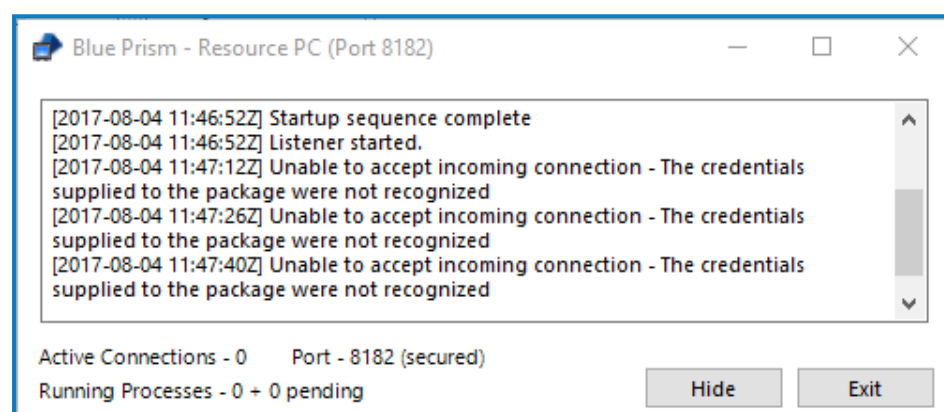 Blue Prism - Resource PC (Port 8182)
[2017-08-04 11:46:52Z] Startup sequence complete
[2017-08-04 11:46:52Z] Listener started.
[2017-08-04 11:47:12Z] Unable to accept incoming connection - The credentials
supplied to the package were not recognized
[2017-08-04 11:47:26Z] Unable to accept incoming connection - The credentials
supplied to the package were not recognized
[2017-08-04 11:47:40Z] Unable to accept incoming connection - The credentials
supplied to the package were not recognized
Active Connections - 0 Port - 8182 (secured)
Running Processes - 0 + 0 pending
Hide Exit